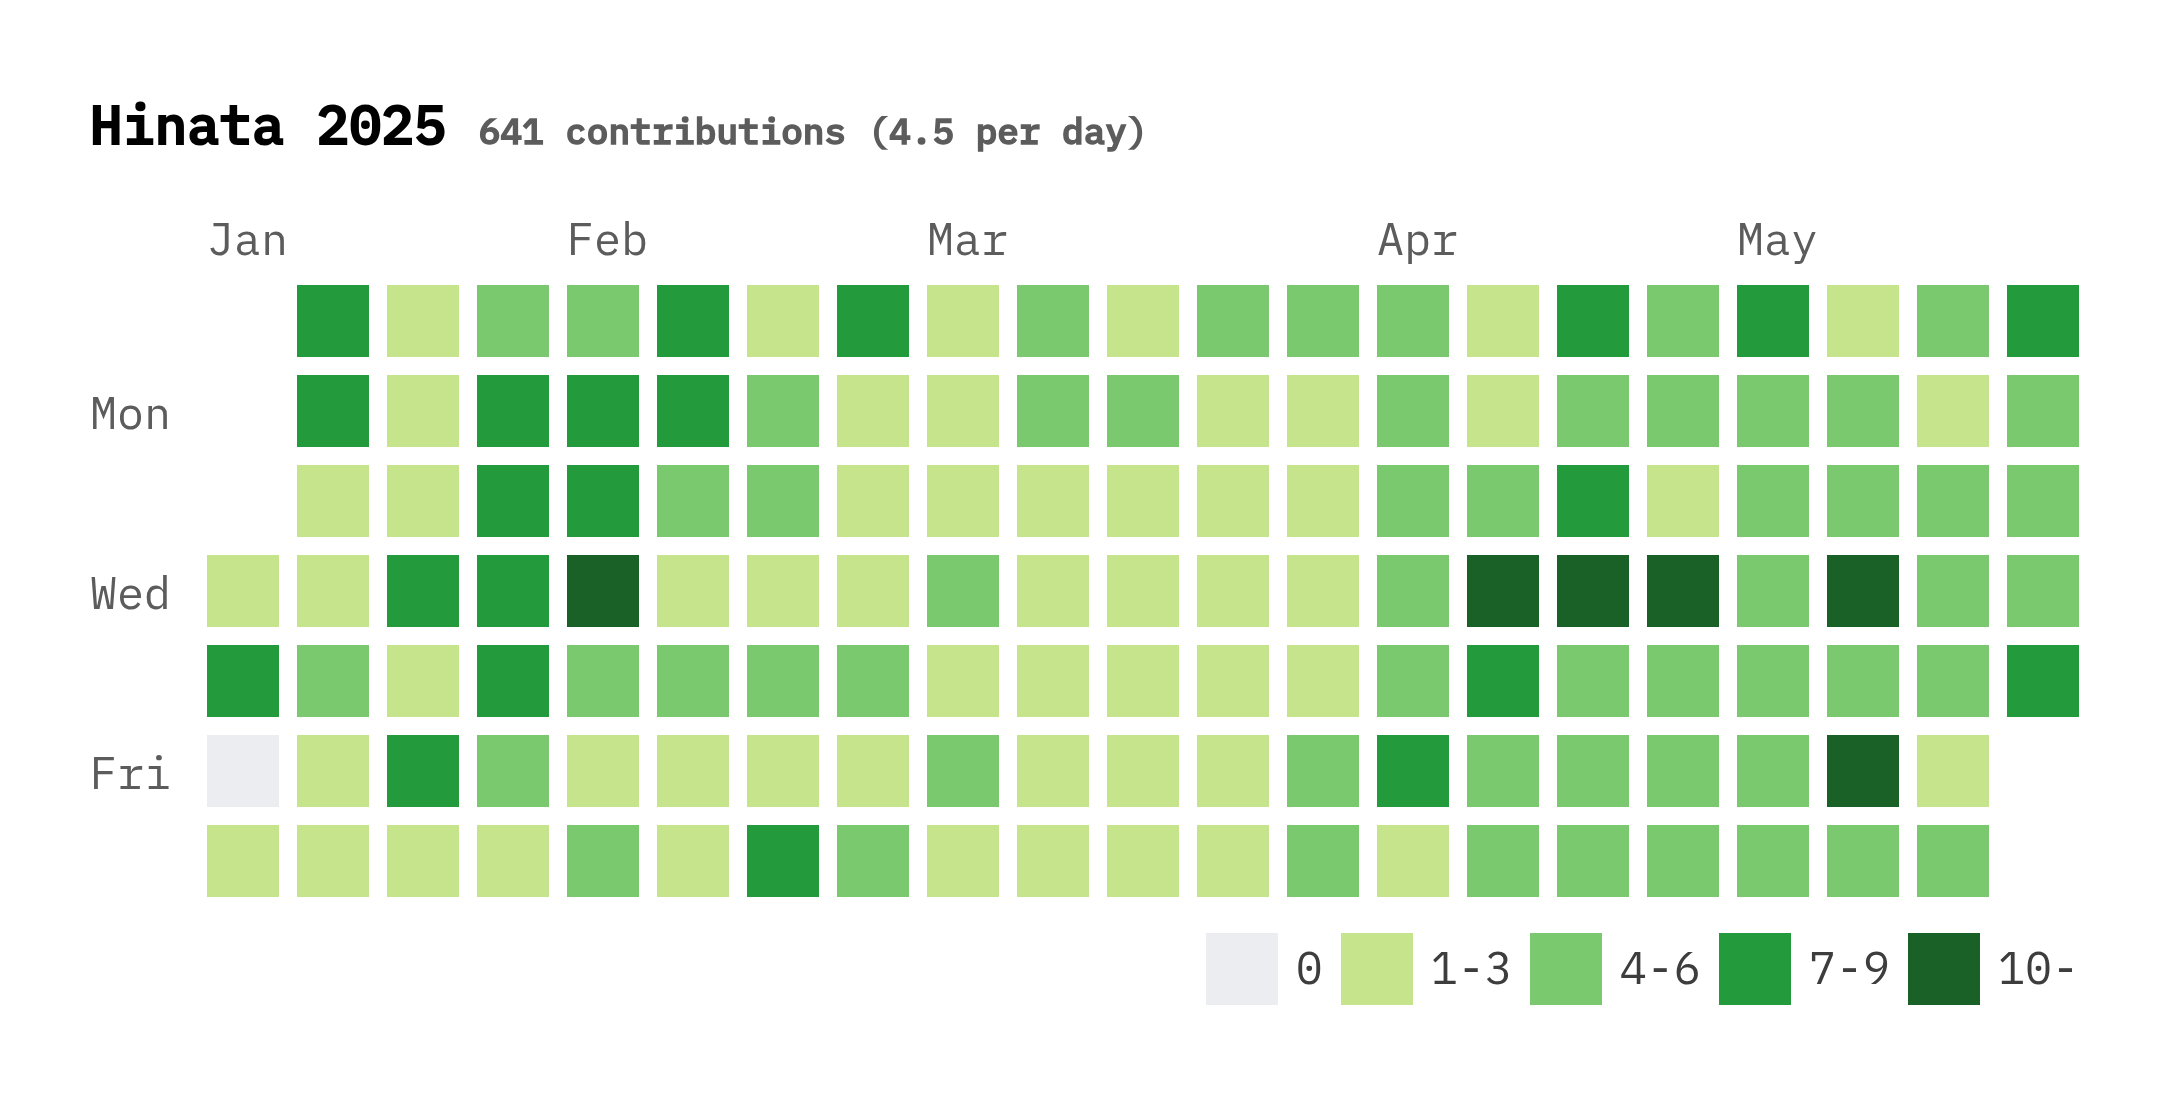 Hinata 2025 641 contributions (4.5 per day)
Jan Feb Mar Apr May
Mon
Wed
Fri
0 1-3 4-6 7-9 10-